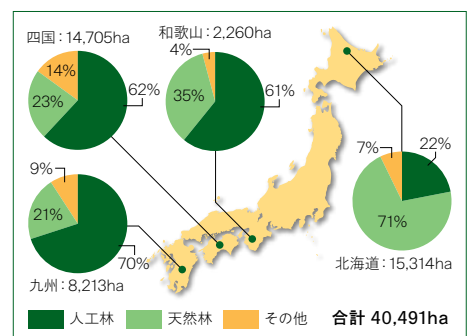 四国:14,705ha
14%
23%
62%
和歌山:2,260ha
4%
35%
61%
9%
21%
70%
九州:8,213ha
7%
22%
71%
北海道:15,314ha
人工林 天然林 その他 合計 40,491ha